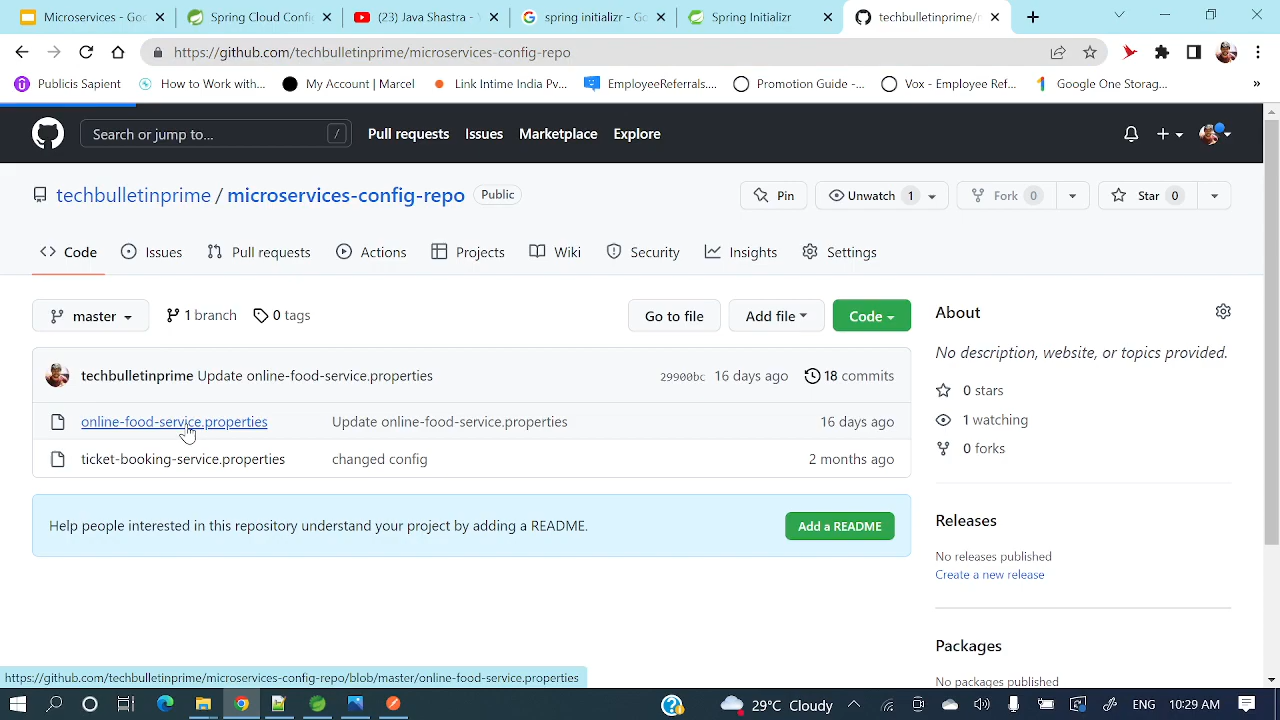 Microservices - Goo
Spring Cloud Config
(23) Java Shastra - Y
spring initializr - Go
Spring Initializr
techbulletinprime/m
https://github.com/techbulletinprime/microservices-config-repo
Publicis Sapient
How to Work with...
My Account | Marcel
Link Intime India Pv...
EmployeeReferrals....
Promotion Guide -...
Vox - Employee Ref...
Google One Storag...
»
Search or jump to...
/
Pull requests
Issues
Marketplace
Explore
techbulletinprime / microservices-config-repo
Public
Pin
Unwatch 1
Fork 0
Star 0
Code
Issues
Pull requests
Actions
Projects
Wiki
Security
Insights
Settings
master
1 branch
0 tags
Go to file
Add file
Code
About
No description, website, or topics provided.
techbulletinprime Update online-food-service.properties
29900bc 16 days ago
18 commits
0 stars
online-food-service.properties
Update online-food-service.properties
16 days ago
1 watching
0 forks
ticket-booking-service.properties
changed config
2 months ago
Help people interested in this repository understand your project by adding a README.
Add a README
Releases
No releases published
Create a new release
Packages
No packages published
https://github.com/techbulletinprime/microservices-config-repo/blob/master/online-food-service.properties
29°C Cloudy
ENG
10:29 AM